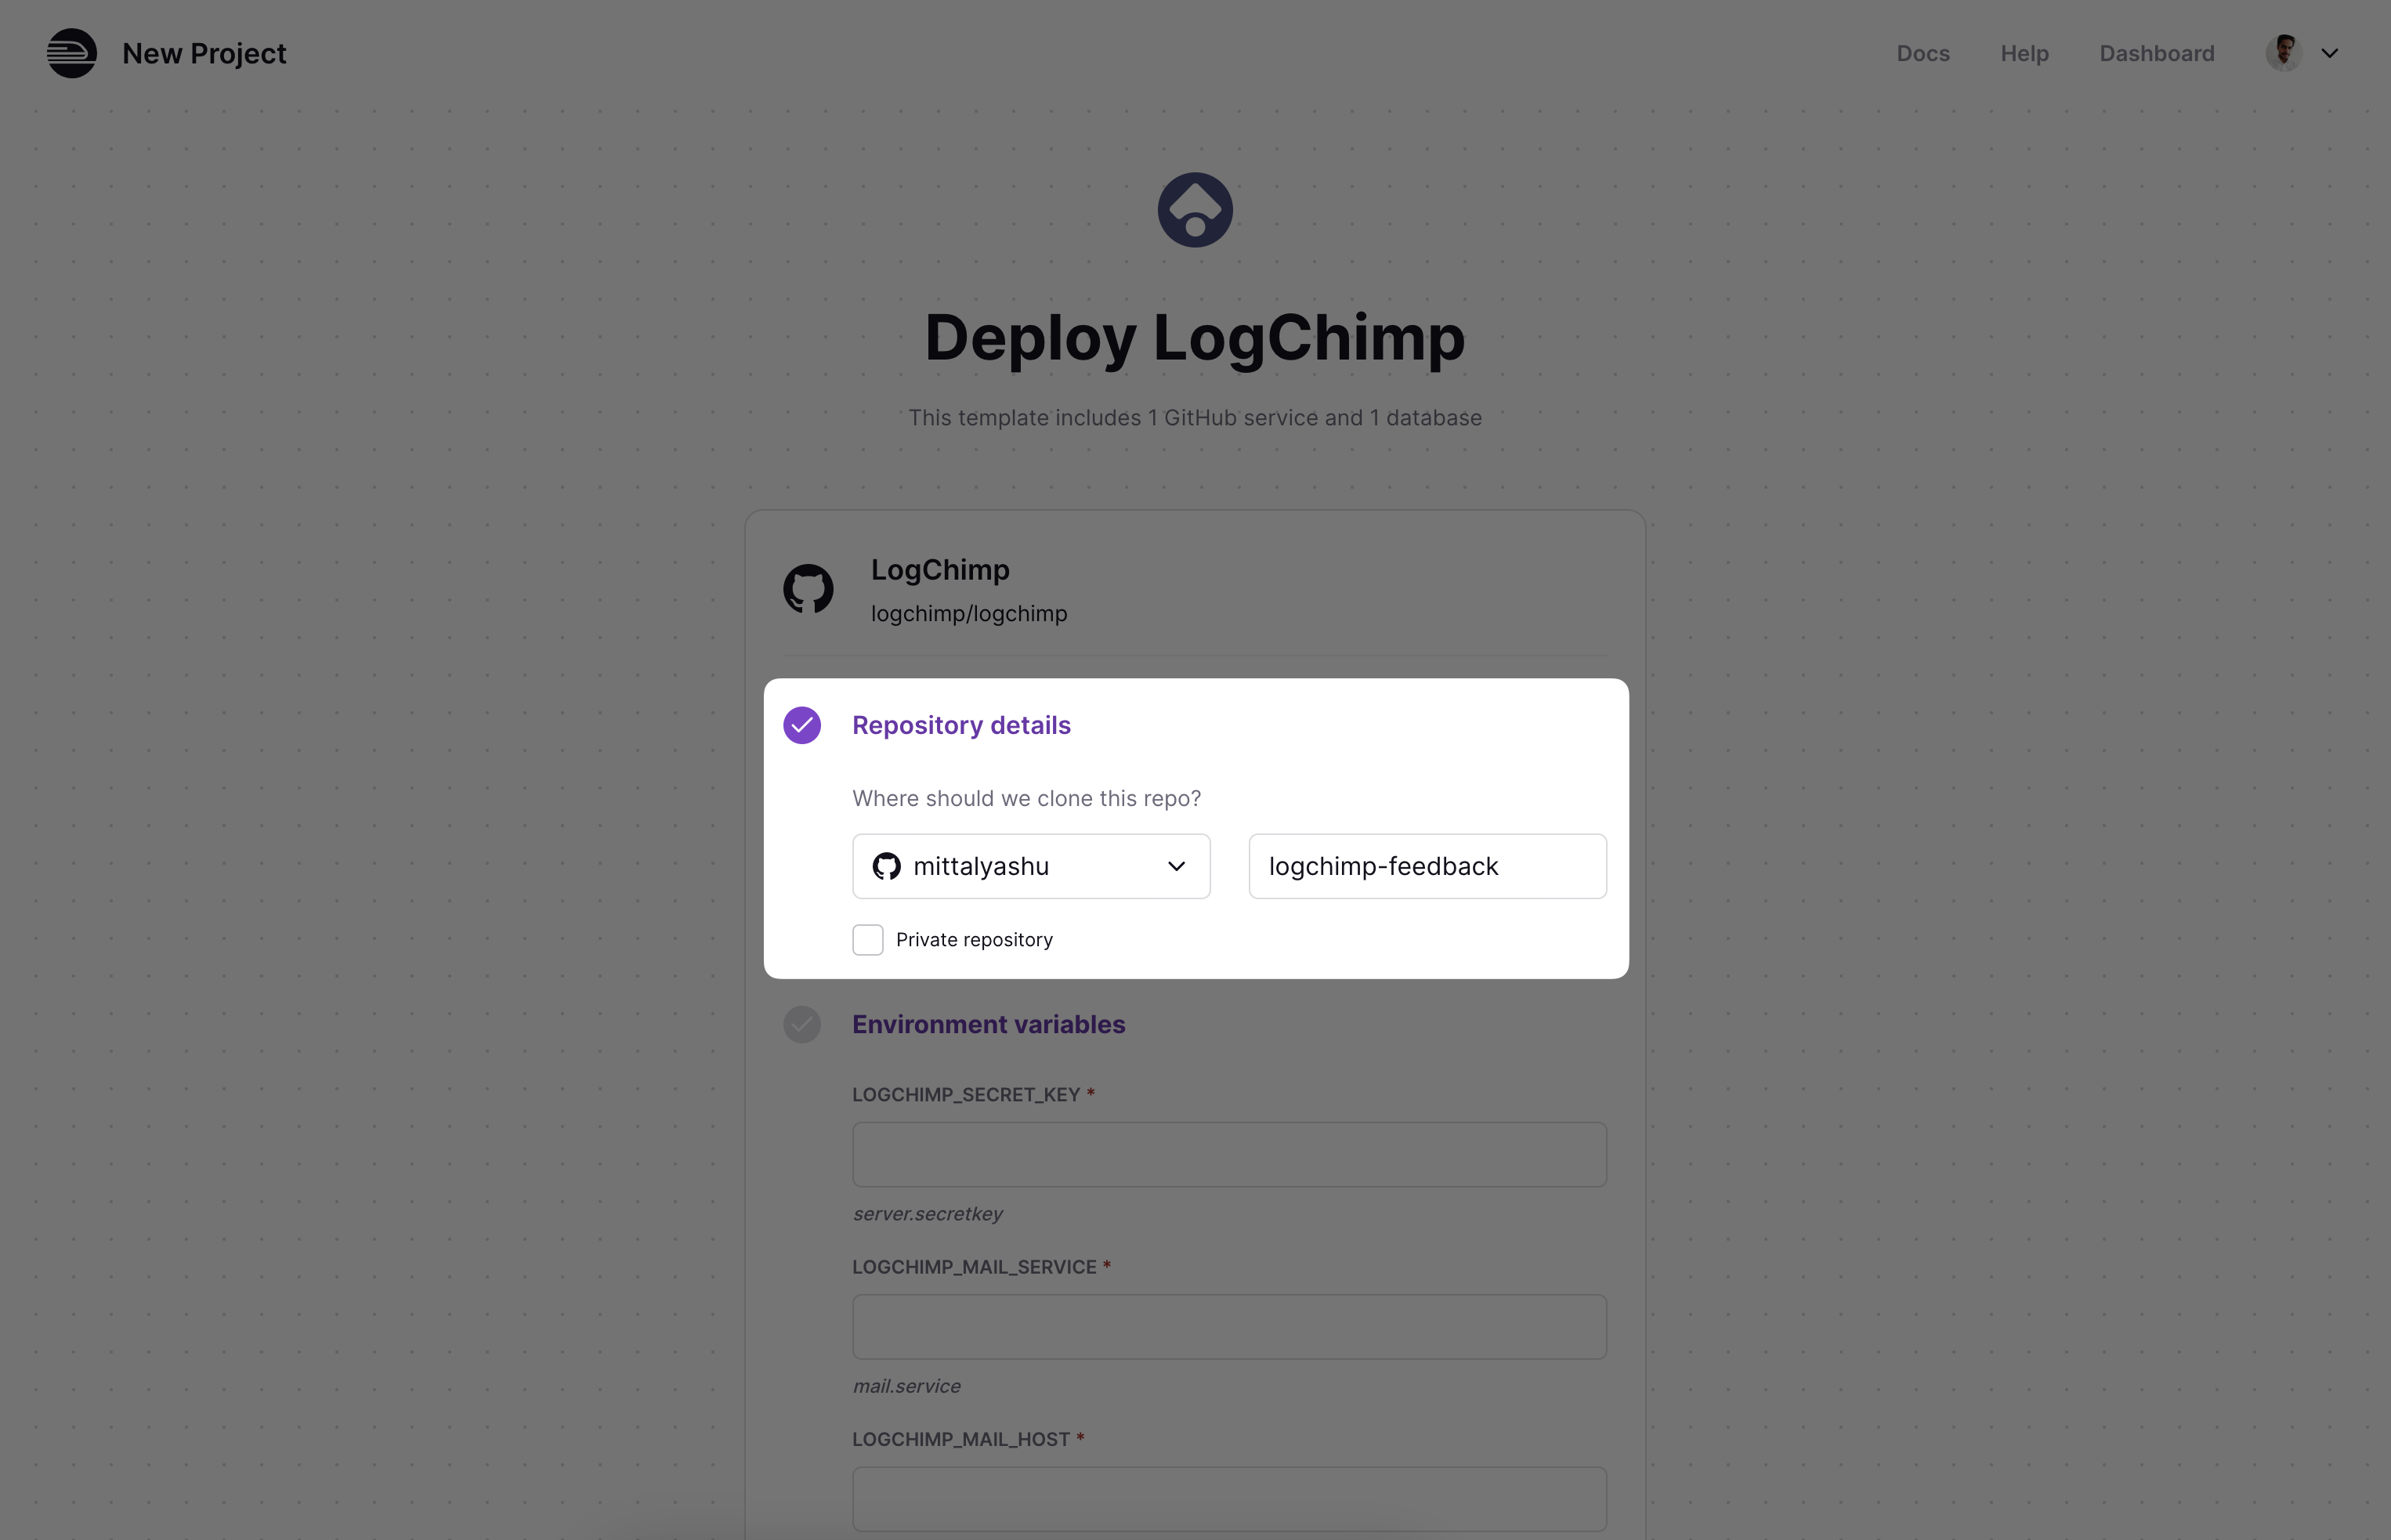 New Project
Docs Help Dashboard
Deploy LogChimp
This template includes 1 GitHub service and 1 database
LogChimp
logchimp/logchimp
Repository details
Where should we clone this repo?
mittalyashu logchimp-feedback
Private repository
Environment variables
LOGCHIMP_SECRET_KEY *
server.secretkey
LOGCHIMP_MAIL_SERVICE *
mail.service
LOGCHIMP_MAIL_HOST *